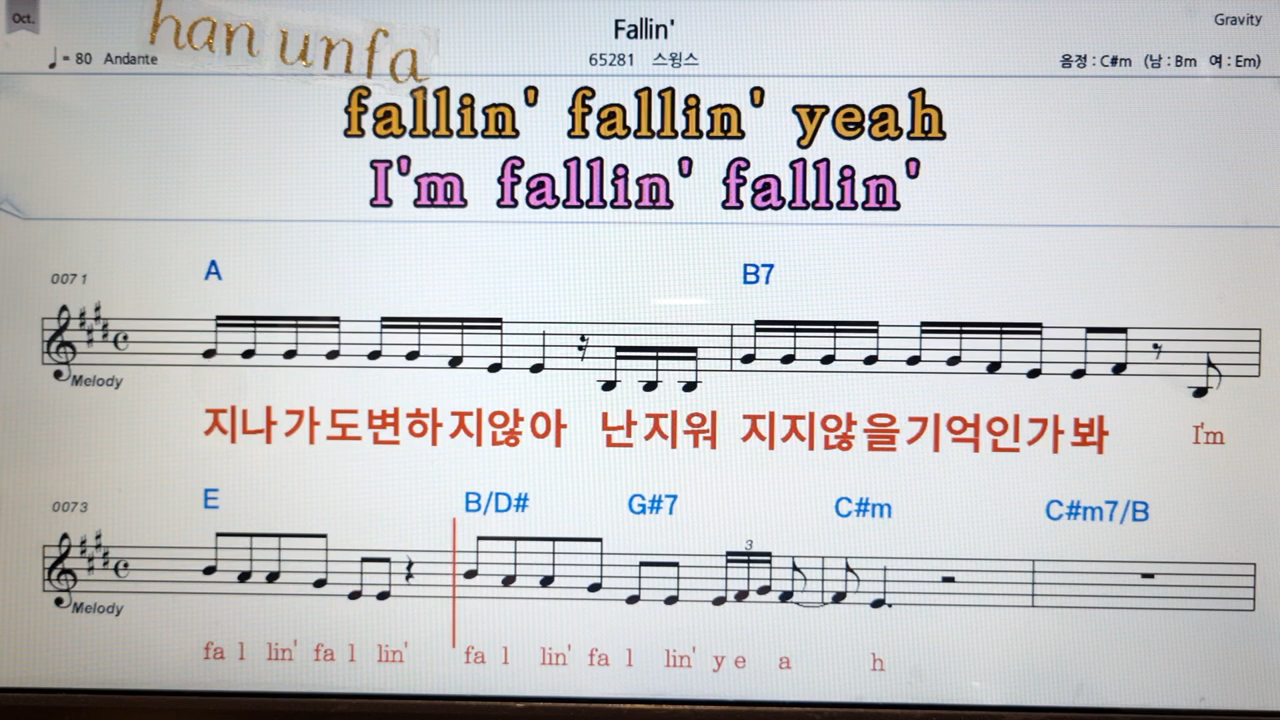 Oct.
han unfa
Fallin'
Gravity
♩= 80 Andante
65281 스윙스
음정 : C#m (남 : Bm 여 : Em)
fallin' fallin' yeah
I'm fallin' fallin'
0071
A B7
Melody
지나가도변하지않아 난지워 지지않을기억인가봐 I'm
0073
E B/D# G#7 C#m C#m7/B
3
Melody
fa l lin' fa l lin' fa l lin' fa l lin' y e a h